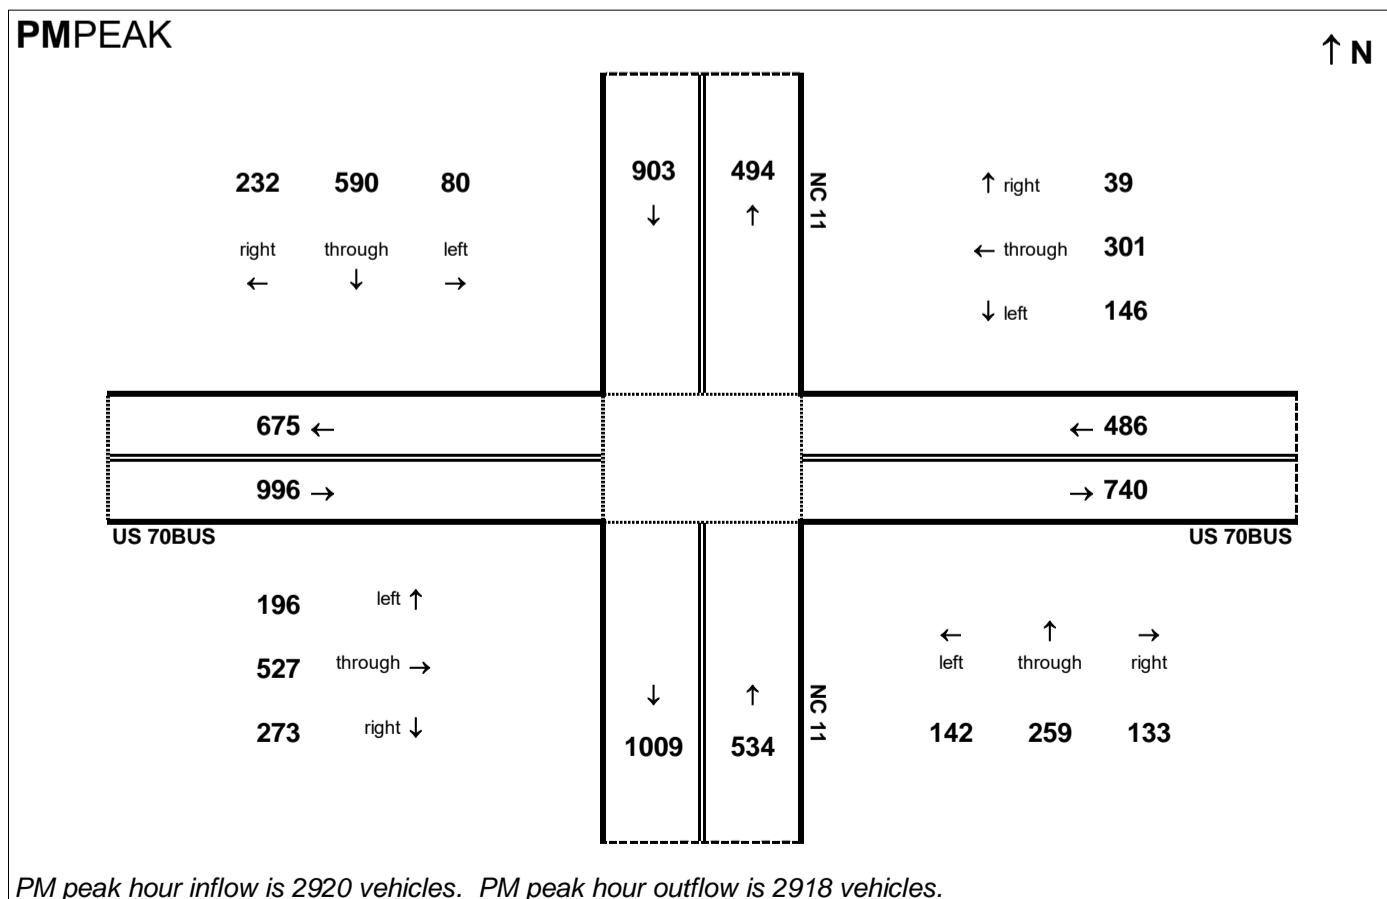 PMPEAK
↑ N
232 590 80
right through left
← ↓ →
903 494
↓ ↑
NC 11
↑ right 39
← through 301
↓ left 146
675 ←
← 486
996 →
→ 740
US 70BUS
US 70BUS
196 left ↑
527 through →
273 right ↓
↓ ↑
1009 534
NC 11
← ↑ →
left through right
142 259 133
PM peak hour inflow is 2920 vehicles. PM peak hour outflow is 2918 vehicles.